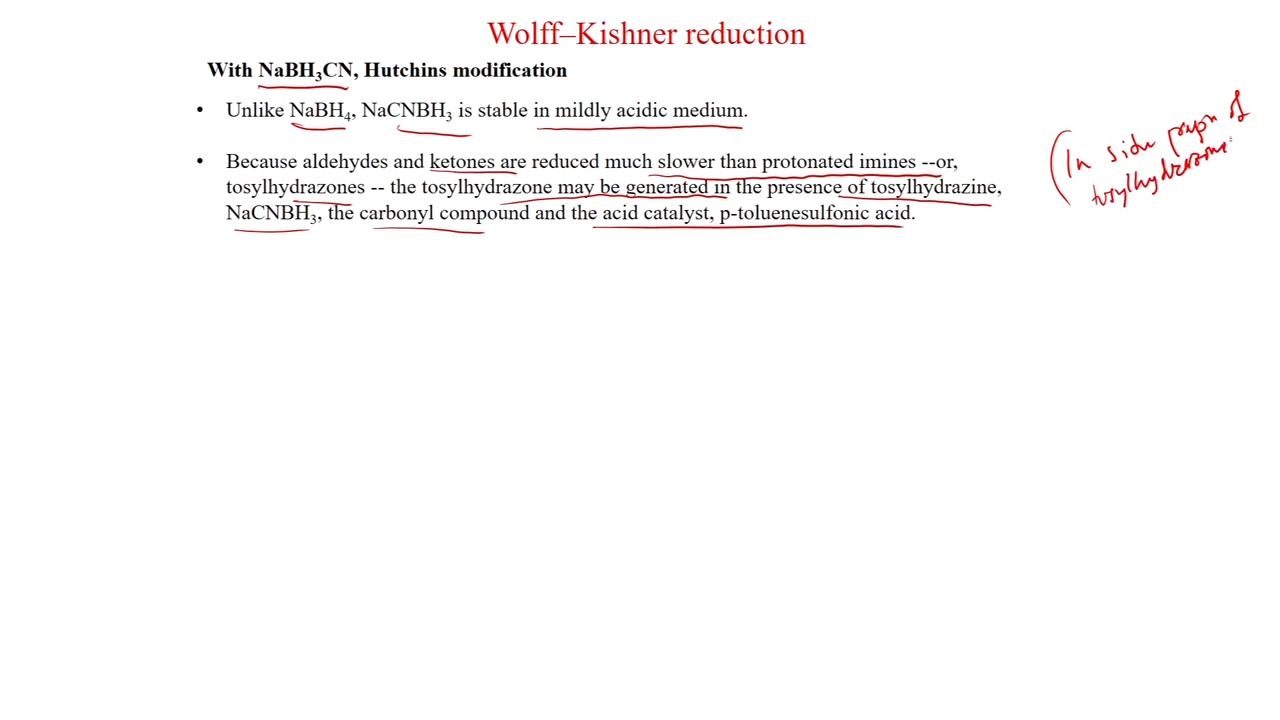 Wolff–Kishner reduction
With NaBH₃CN, Hutchins modification
• Unlike NaBH₄, NaCNBH₃ is stable in mildly acidic medium.
• Because aldehydes and ketones are reduced much slower than protonated imines --or,
tosylhydrazones -- the tosylhydrazone may be generated in the presence of tosylhydrazine,
NaCNBH₃, the carbonyl compound and the acid catalyst, p-toluenesulfonic acid.
(In of
tosylhydrazone